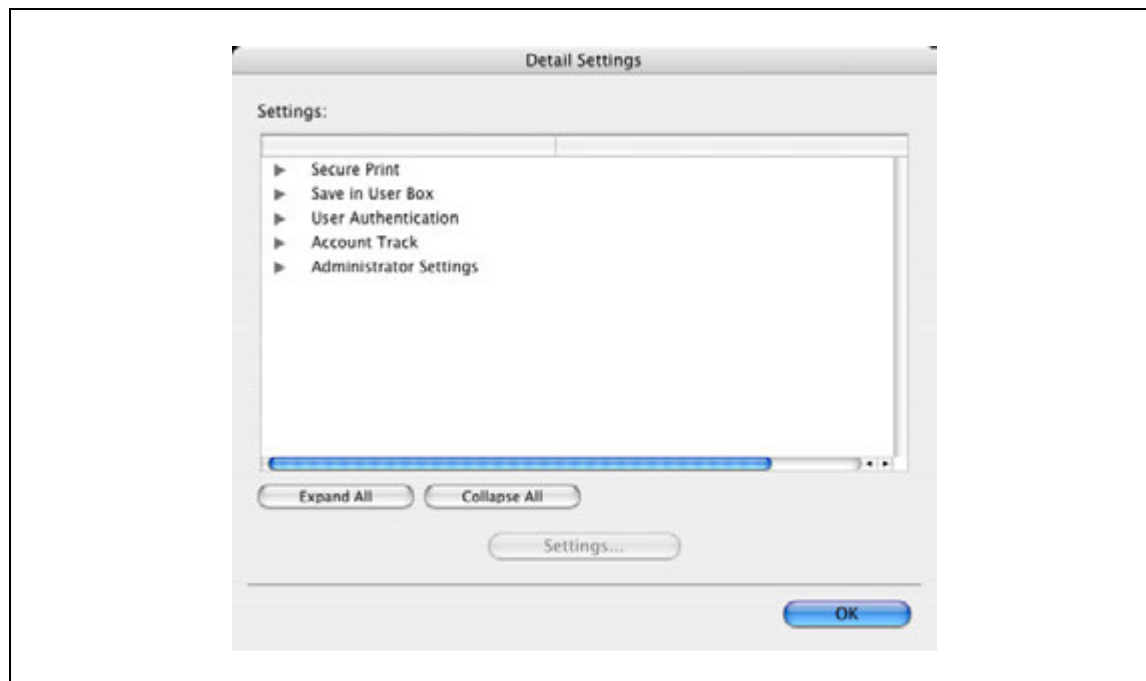 Detail Settings
Settings:
Secure Print
Save in User Box
User Authentication
Account Track
Administrator Settings
Expand All
Collapse All
Settings...
OK